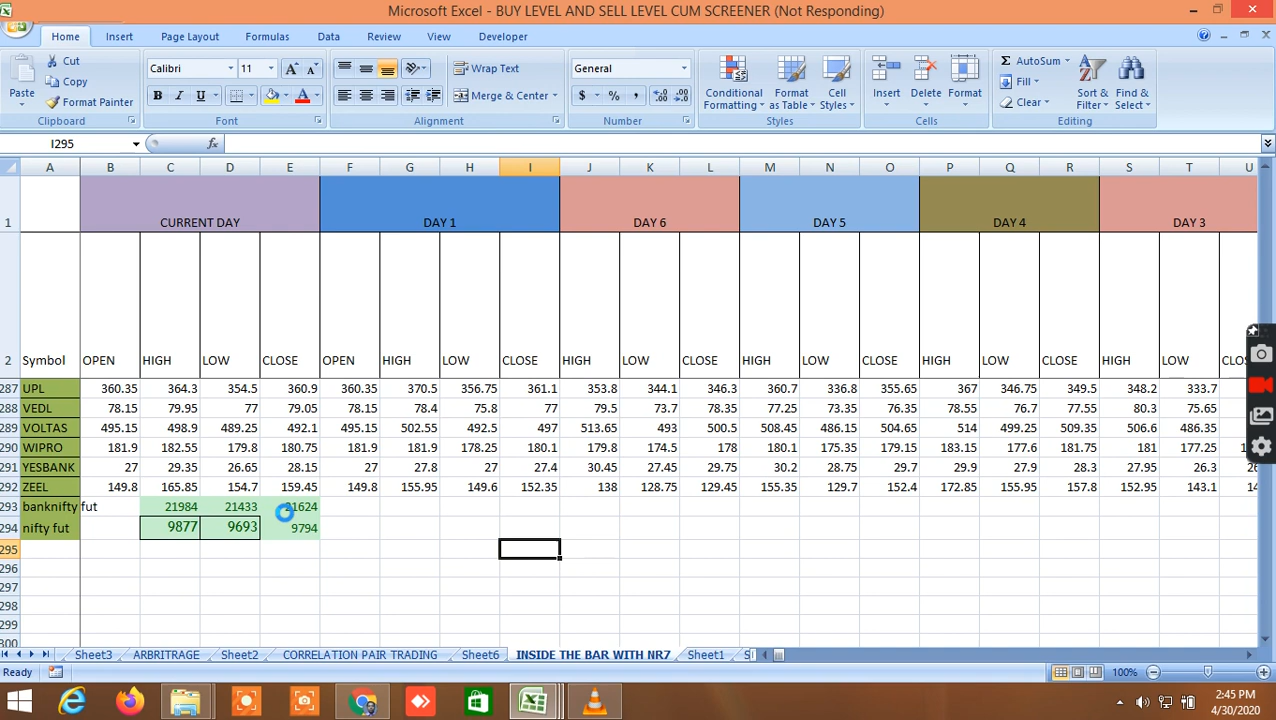 Microsoft Excel - BUY LEVEL AND SELL LEVEL CUM SCREENER (Not Responding)
Home Insert Page Layout Formulas Data Review View Developer
Paste Cut Copy Format Painter Clipboard
Calibri 11 A A B I U A Font
Wrap Text Merge & Center Alignment
General $ % , Number
Conditional Formatting Format as Table Cell Styles Styles
Insert Delete Format Cells
Σ AutoSum Fill Clear Sort & Filter Find & Select Editing
I295 fx
A B C D E F G H I J K L M N O P Q R S T U
1 CURRENT DAY DAY 1 DAY 6 DAY 5 DAY 4 DAY 3
2 Symbol OPEN HIGH LOW CLOSE OPEN HIGH LOW CLOSE HIGH LOW CLOSE HIGH LOW CLOSE HIGH LOW CLOSE HIGH LOW
287 UPL 360.35 364.3 354.5 360.9 360.35 370.5 356.75 361.1 353.8 344.1 346.3 360.7 336.8 355.65 367 346.75 349.5 348.2 333.7
288 VEDL 78.15 79.95 77 79.05 78.15 78.4 75.8 77 79.5 73.7 78.35 77.25 73.35 76.35 78.55 76.7 77.55 80.3 75.65
289 VOLTAS 495.15 498.9 489.25 492.1 495.15 502.55 492.5 497 513.65 493 500.5 508.45 486.15 504.65 514 499.25 509.35 506.6 486.35
290 WIPRO 181.9 182.55 179.8 180.75 181.9 181.9 178.25 180.1 179.8 174.5 178 180.1 175.35 179.15 183.15 177.6 181.75 181 177.25
291 YESBANK 27 29.35 26.65 28.15 27 27.8 27 27.4 30.45 27.45 29.75 30.2 28.75 29.7 29.9 27.9 28.3 27.95 26.3
292 ZEEL 149.8 165.85 154.7 159.45 149.8 155.95 149.6 152.35 138 128.75 129.45 155.35 129.7 152.4 172.85 155.95 157.8 152.95 143.1
293 banknifty fut 21984 21433 21624
294 nifty fut 9877 9693 9794
295
296
297
298
299
300
Sheet3 ARBRITRAGE Sheet2 CORRELATION PAIR TRADING Sheet6 INSIDE THE BAR WITH NR7 Sheet1
Ready 100%
2:45 PM
4/30/2020